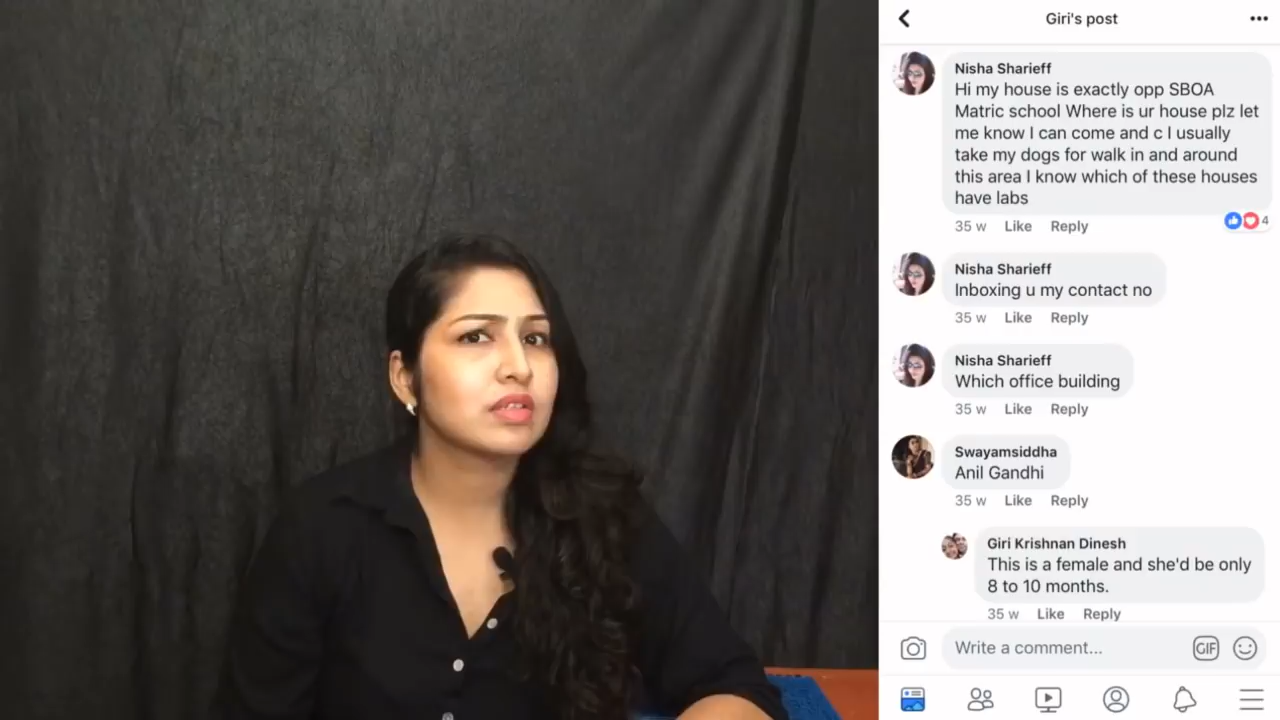 Giri's post
Nisha Sharieff
Hi my house is exactly opp SBOA
Matric school Where is ur house plz let
me know I can come and c I usually
take my dogs for walk in and around
this area I know which of these houses
have labs
35 w Like Reply 4
Nisha Sharieff
Inboxing u my contact no
35 w Like Reply
Nisha Sharieff
Which office building
35 w Like Reply
Swayamsiddha
Anil Gandhi
35 w Like Reply
Giri Krishnan Dinesh
This is a female and she'd be only
8 to 10 months.
35 w Like Reply
Write a comment...
GIF